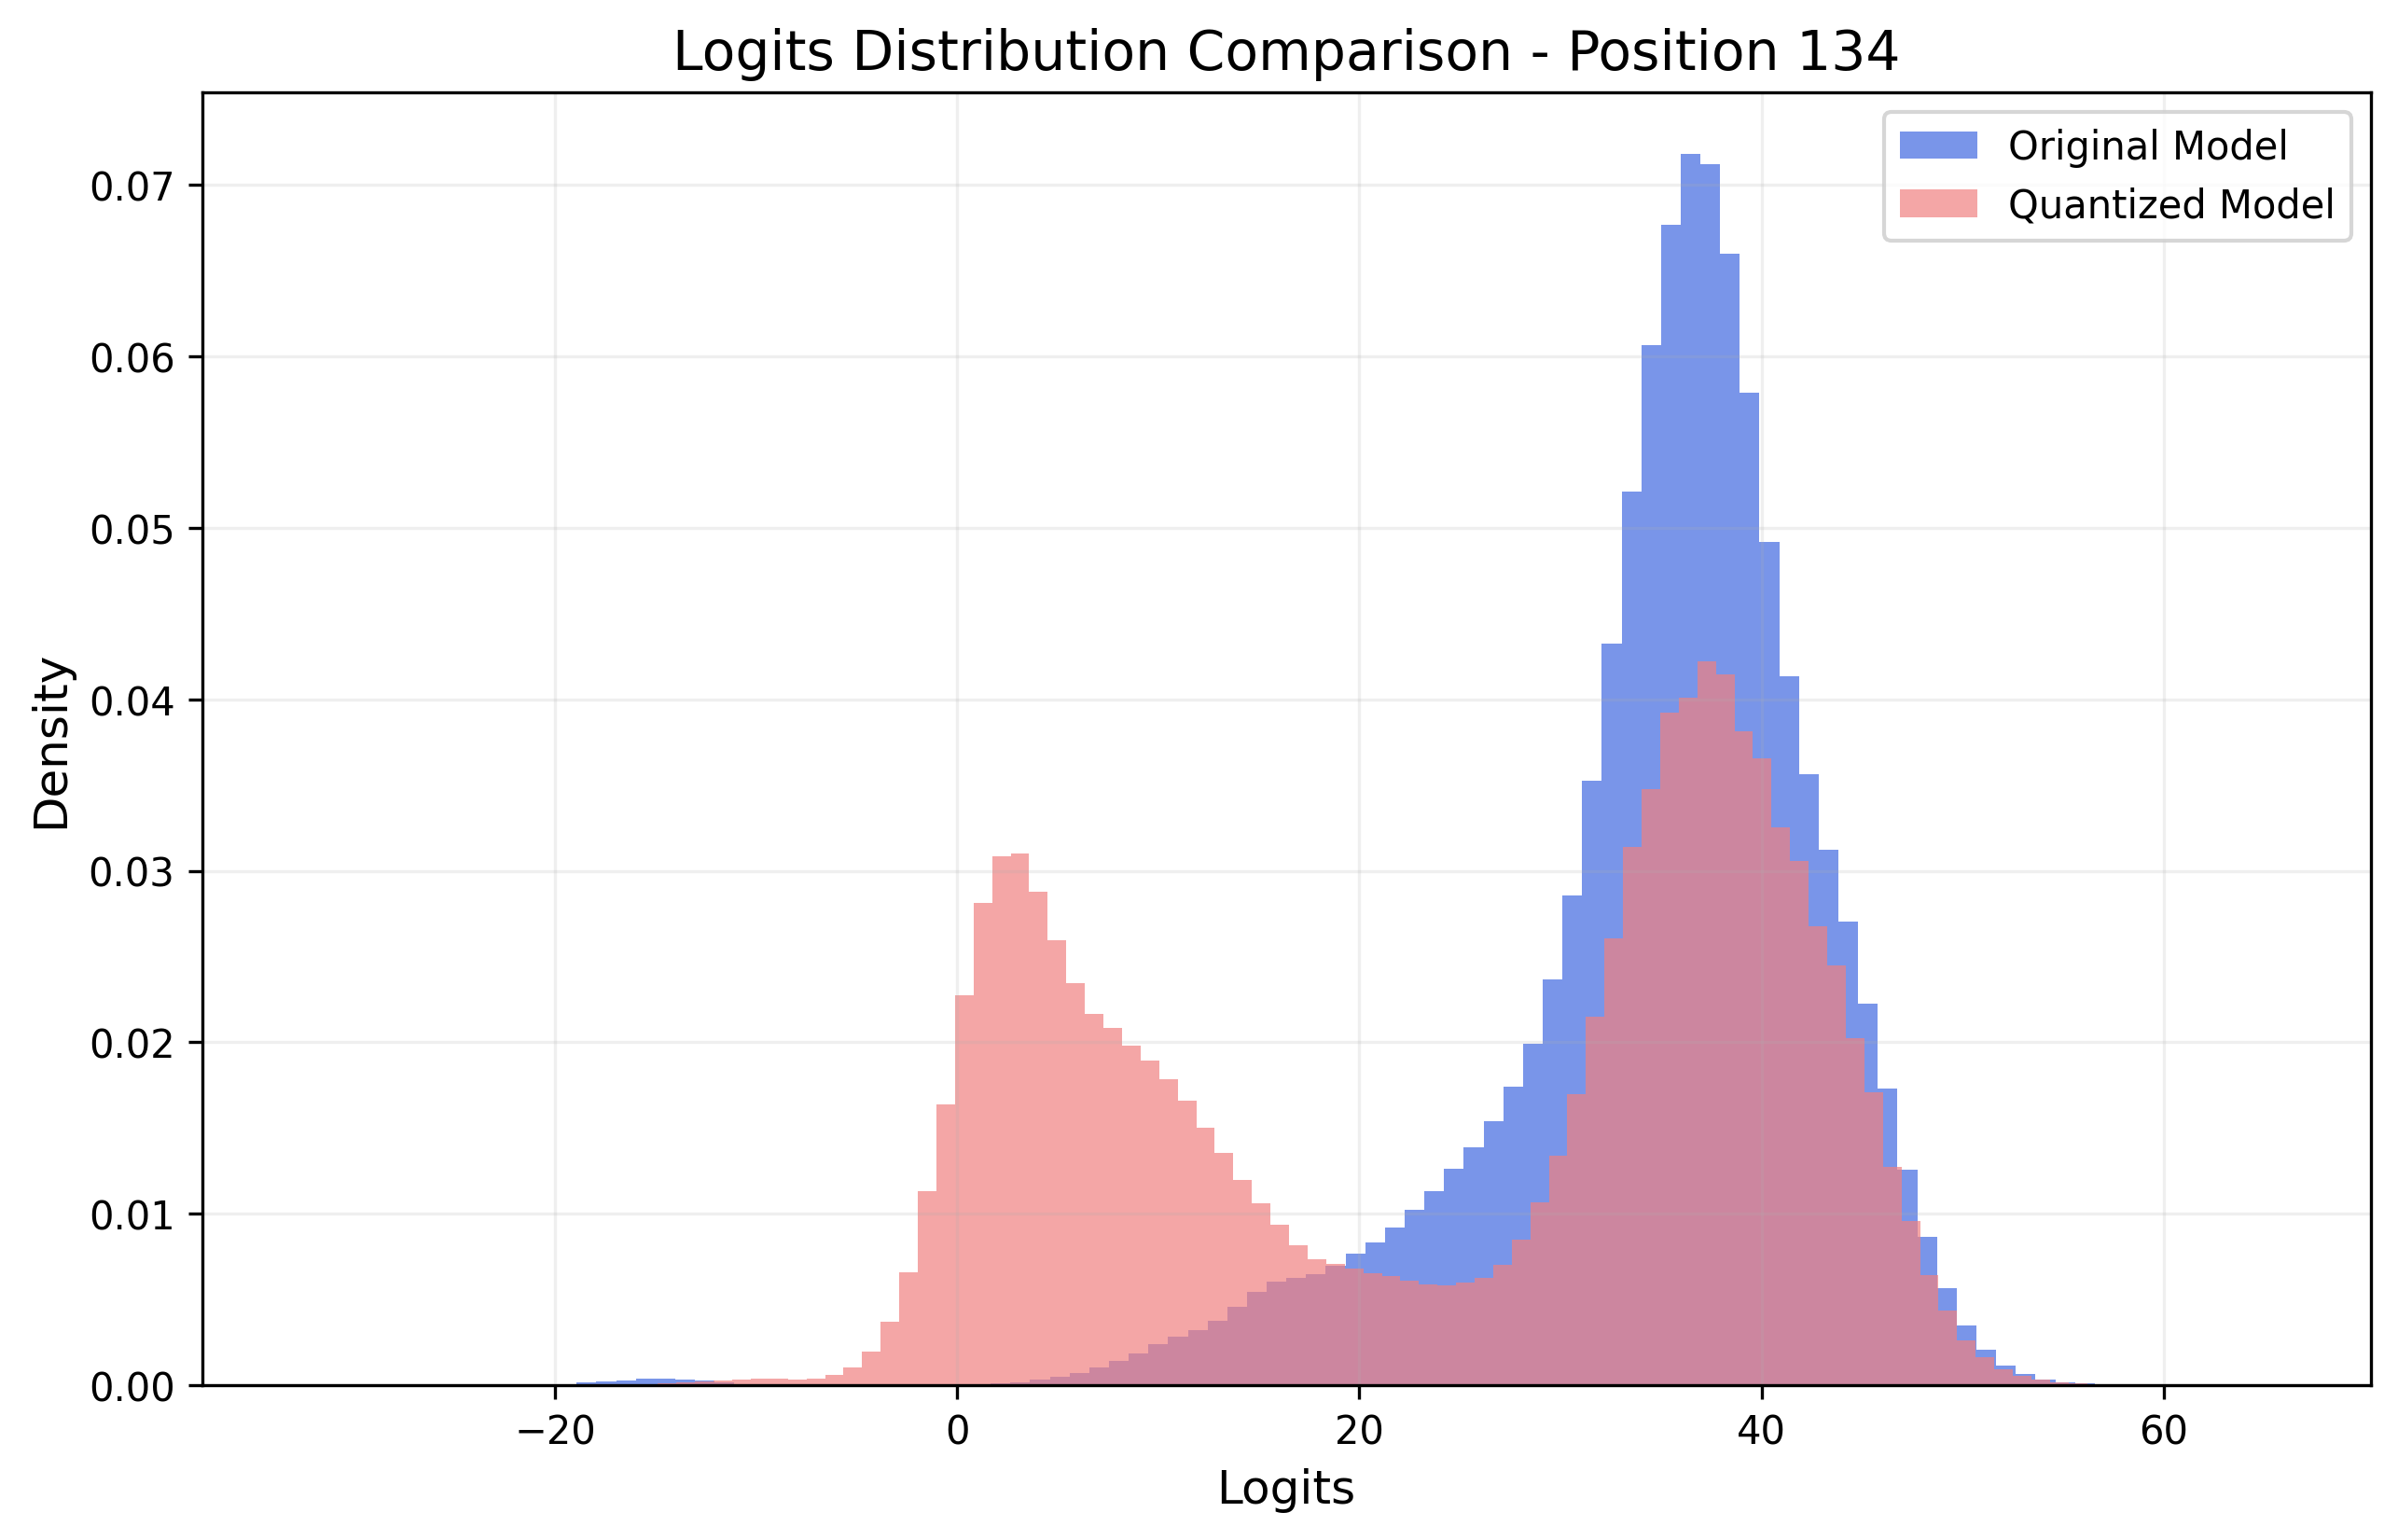 Logits Distribution Comparison - Position 134
Original Model
Quantized Model
0.07
0.06
0.05
0.04
0.03
0.02
0.01
0.00
Density
−20 0 20 40 60
Logits